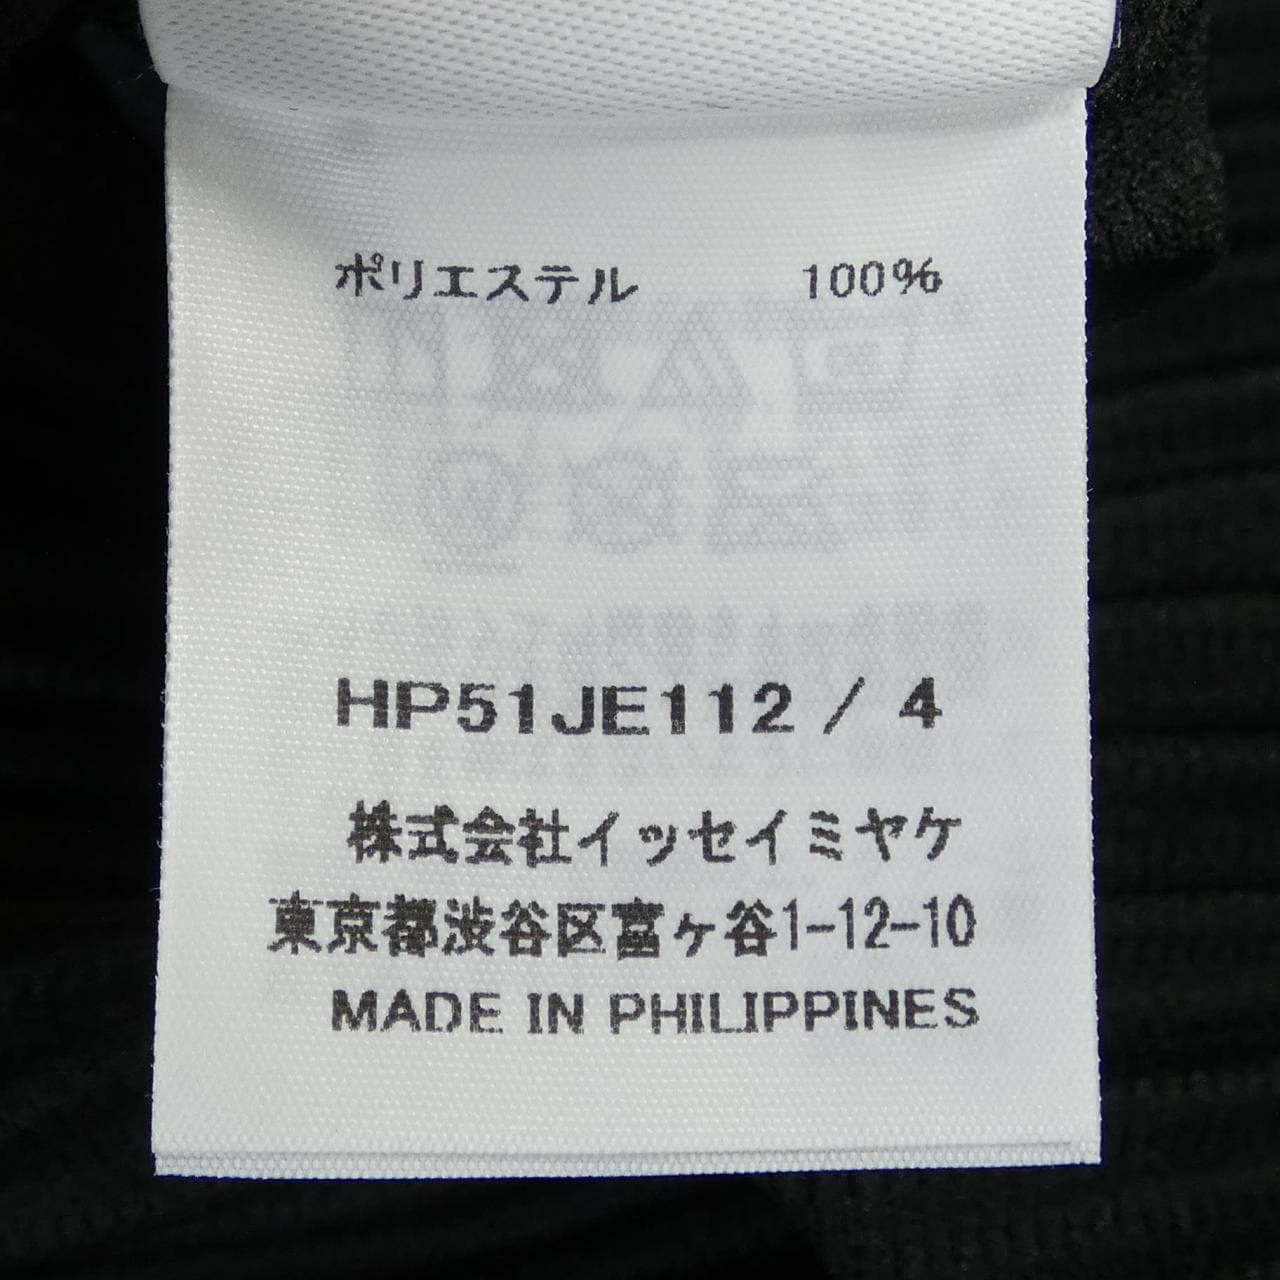 ポリエステル 100%
HP51JE112 / 4
株式会社イッセイミヤケ
東京都渋谷区富ヶ谷1-12-10
MADE IN PHILIPPINES